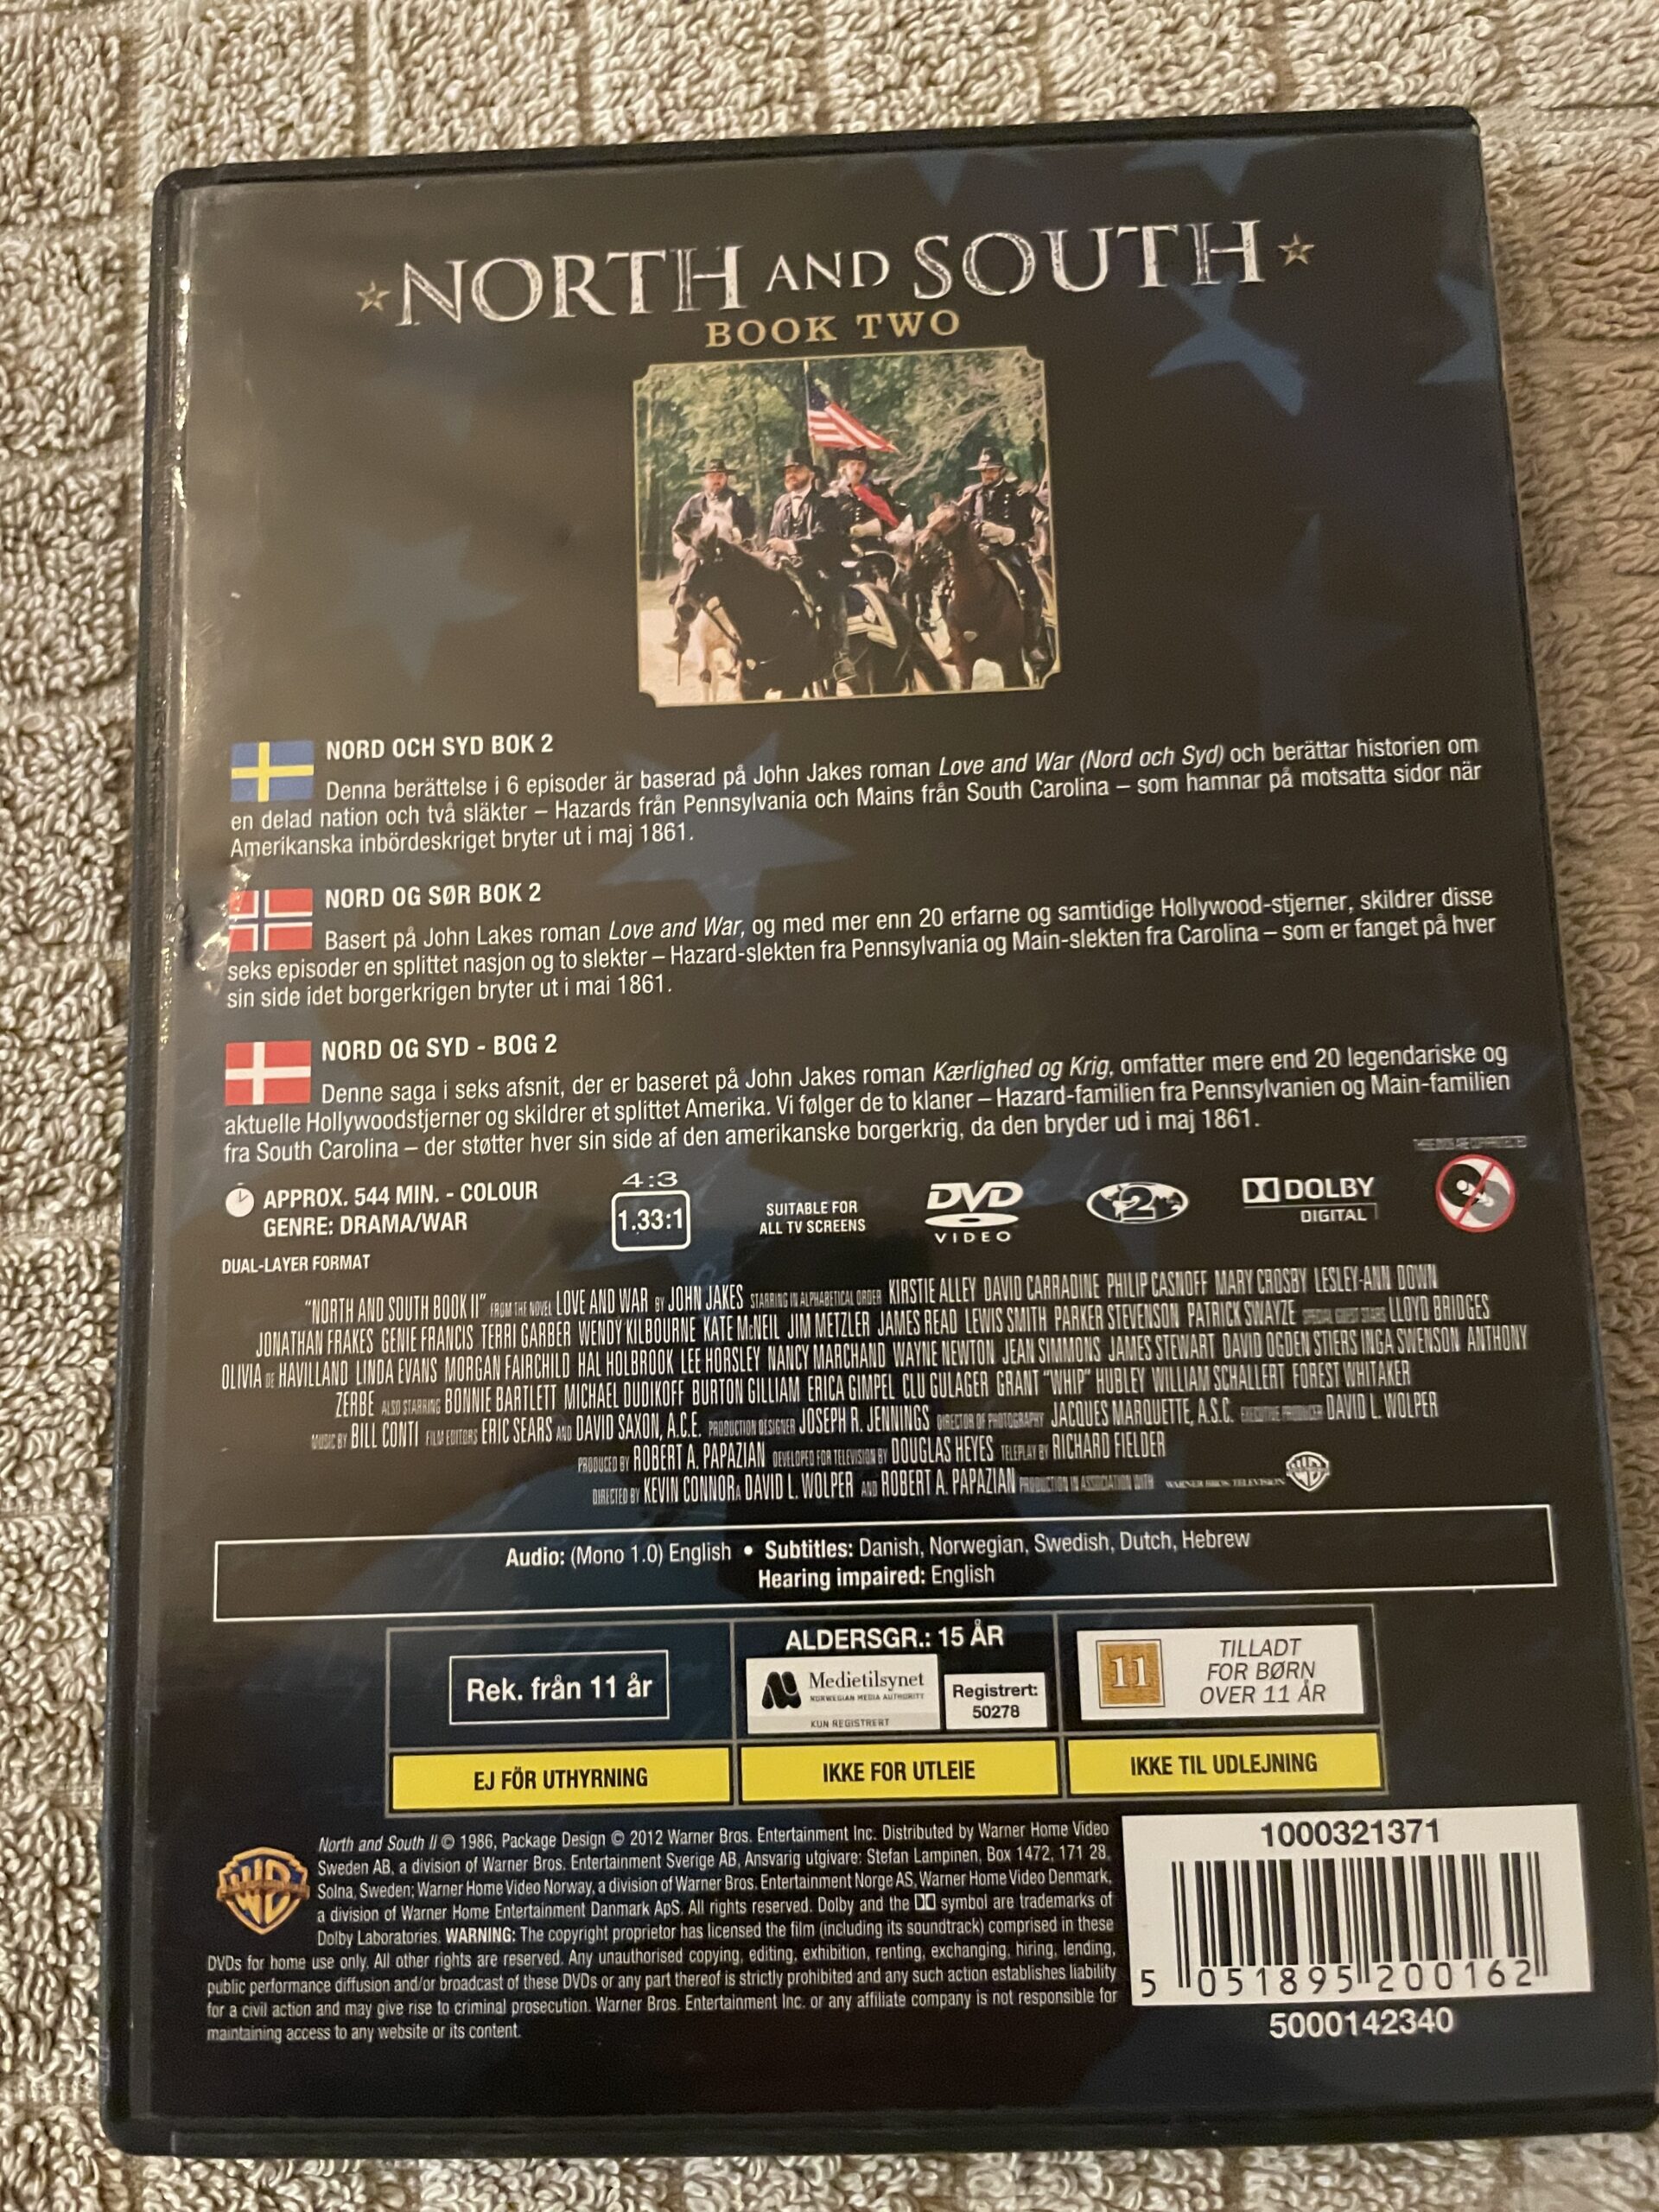 NORTH AND SOUTH
BOOK TWO
NORD OCH SYD BOK 2
Denna berättelse i 6 episoder är baserad på John Jakes roman Love and War (Nord och Syd) och berättar historien om
en delad nation och två släkter – Hazards från Pennsylvania och Mains från South Carolina – som hamnar på motsatta sidor när
Amerikanska inbördeskriget bryter ut i maj 1861.
NORD OG SØR BOK 2
Basert på John Lakes roman Love and War, og med mer enn 20 erfarne og samtidige Hollywood-stjerner, skildrer disse
seks episoder en splittet nasjon og to slekter – Hazard-slekten fra Pennsylvania og Main-slekten fra Carolina – som er fanget på hver
sin side idet borgerkrigen bryter ut i mai 1861.
NORD OG SYD - BOG 2
Denne saga i seks afsnit, der er baseret på John Jakes roman Kærlighed og Krig, omfatter mere end 20 legendariske og
aktuelle Hollywoodstjerner og skildrer et splittet Amerika. Vi følger de to klaner – Hazard-familien fra Pennsylvanien og Main-familien
fra South Carolina – der støtter hver sin side af den amerikanske borgerkrig, da den bryder ud i maj 1861.
THESE DVDS ARE COPY PROTECTED
APPROX. 544 MIN. - COLOUR
GENRE: DRAMA/WAR
4:3
1.33:1
SUITABLE FOR
ALL TV SCREENS
DVD
VIDEO
2
DOLBY
DIGITAL
DUAL-LAYER FORMAT
"NORTH AND SOUTH BOOK II" FROM THE NOVEL LOVE AND WAR BY JOHN JAKES STARRING IN ALPHABETICAL ORDER KIRSTIE ALLEY DAVID CARRADINE PHILIP CASNOFF MARY CROSBY LESLEY-ANN DOWN
JONATHAN FRAKES GENIE FRANCIS TERRI GARBER WENDY KILBOURNE KATE McNEIL JIM METZLER JAMES READ LEWIS SMITH PARKER STEVENSON PATRICK SWAYZE SPECIAL GUEST STARS LLOYD BRIDGES
OLIVIA DE HAVILLAND LINDA EVANS MORGAN FAIRCHILD HAL HOLBROOK LEE HORSLEY NANCY MARCHAND WAYNE NEWTON JEAN SIMMONS JAMES STEWART DAVID OGDEN STIERS INGA SWENSON ANTHONY
ZERBE ALSO STARRING BONNIE BARTLETT MICHAEL DUDIKOFF BURTON GILLIAM ERICA GIMPEL CLU GULAGER GRANT "WHIP" HUBLEY WILLIAM SCHALLERT FOREST WHITAKER
MUSIC BY BILL CONTI FILM EDITORS ERIC SEARS AND DAVID SAXON, A.C.E. PRODUCTION DESIGNER JOSEPH R. JENNINGS DIRECTOR OF PHOTOGRAPHY JACQUES MARQUETTE, A.S.C. EXECUTIVE PRODUCER DAVID L. WOLPER
PRODUCED BY ROBERT A. PAPAZIAN DEVELOPED FOR TELEVISION BY DOUGLAS HEYES TELEPLAY BY RICHARD FIELDER
DIRECTED BY KEVIN CONNOR A DAVID L. WOLPER AND ROBERT A. PAPAZIAN PRODUCTION IN ASSOCIATION WITH WARNER BROS. TELEVISION
Audio: (Mono 1.0) English • Subtitles: Danish, Norwegian, Swedish, Dutch, Hebrew
Hearing impaired: English
Rek. från 11 år
ALDERSGR.: 15 ÅR
Medietilsynet
NORWEGIAN MEDIA AUTHORITY
KUN REGISTRERT
Registrert:
50278
11
TILLADT
FOR BØRN
OVER 11 ÅR
EJ FÖR UTHYRNING
IKKE FOR UTLEIE
IKKE TIL UDLEJNING
North and South II © 1986, Package Design © 2012 Warner Bros. Entertainment Inc. Distributed by Warner Home Video
Sweden AB, a division of Warner Bros. Entertainment Sverige AB, Ansvarig utgivare: Stefan Lampinen, Box 1472, 171 28,
Solna, Sweden; Warner Home Video Norway, a division of Warner Bros. Entertainment Norge AS, Warner Home Video Denmark,
a division of Warner Home Entertainment Danmark ApS. All rights reserved. Dolby and the symbol are trademarks of
Dolby Laboratories. WARNING: The copyright proprietor has licensed the film (including its soundtrack) comprised in these
DVDs for home use only. All other rights are reserved. Any unauthorised copying, editing, exhibition, renting, exchanging, hiring, lending,
public performance diffusion and/or broadcast of these DVDs or any part thereof is strictly prohibited and any such action establishes liability
for a civil action and may give rise to criminal prosecution. Warner Bros. Entertainment Inc. or any affiliate company is not responsible for
maintaining access to any website or its content.
1000321371
5 051895 200162
5000142340